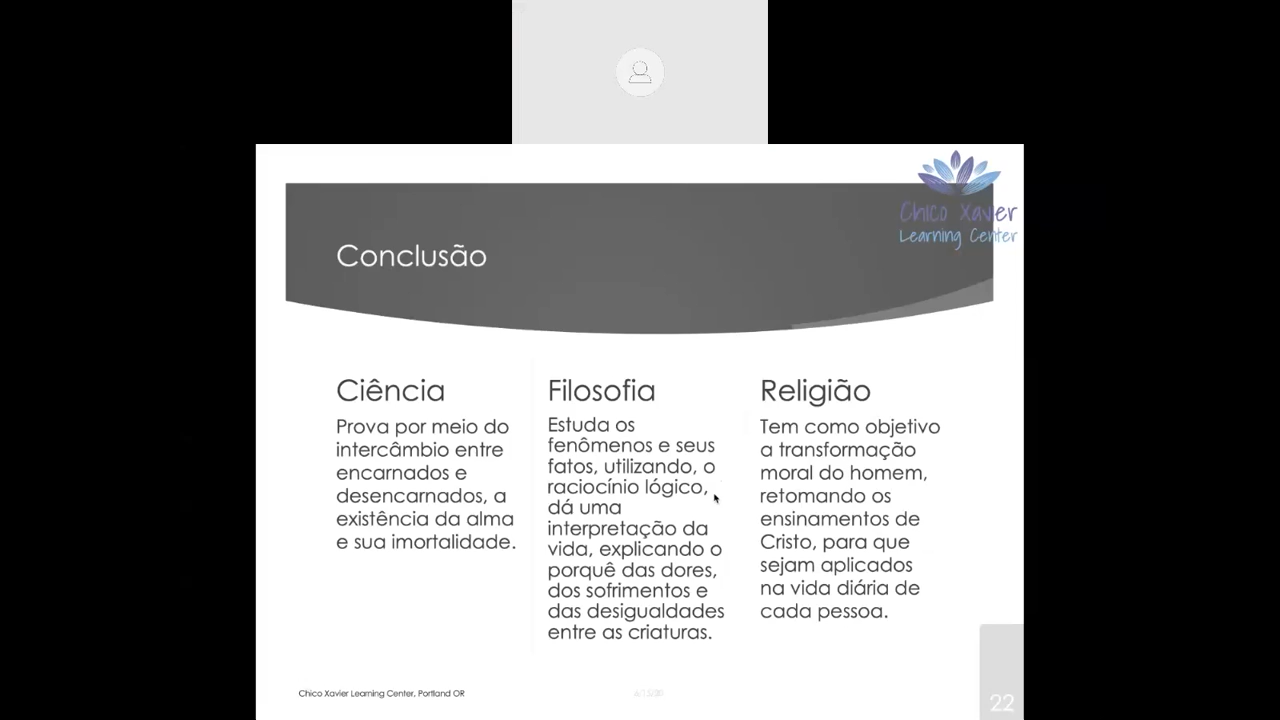 Chico Xavier
Learning Center
Conclusão
Ciência
Prova por meio do
intercâmbio entre
encarnados e
desencarnados, a
existência da alma
e sua imortalidade.
Filosofia
Estuda os
fenômenos e seus
fatos, utilizando, o
raciocínio lógico,
dá uma
interpretação da
vida, explicando o
porquê das dores,
dos sofrimentos e
das desigualdades
entre as criaturas.
Religião
Tem como objetivo
a transformação
moral do homem,
retomando os
ensinamentos de
Cristo, para que
sejam aplicados
na vida diária de
cada pessoa.
Chico Xavier Learning Center, Portland OR
22